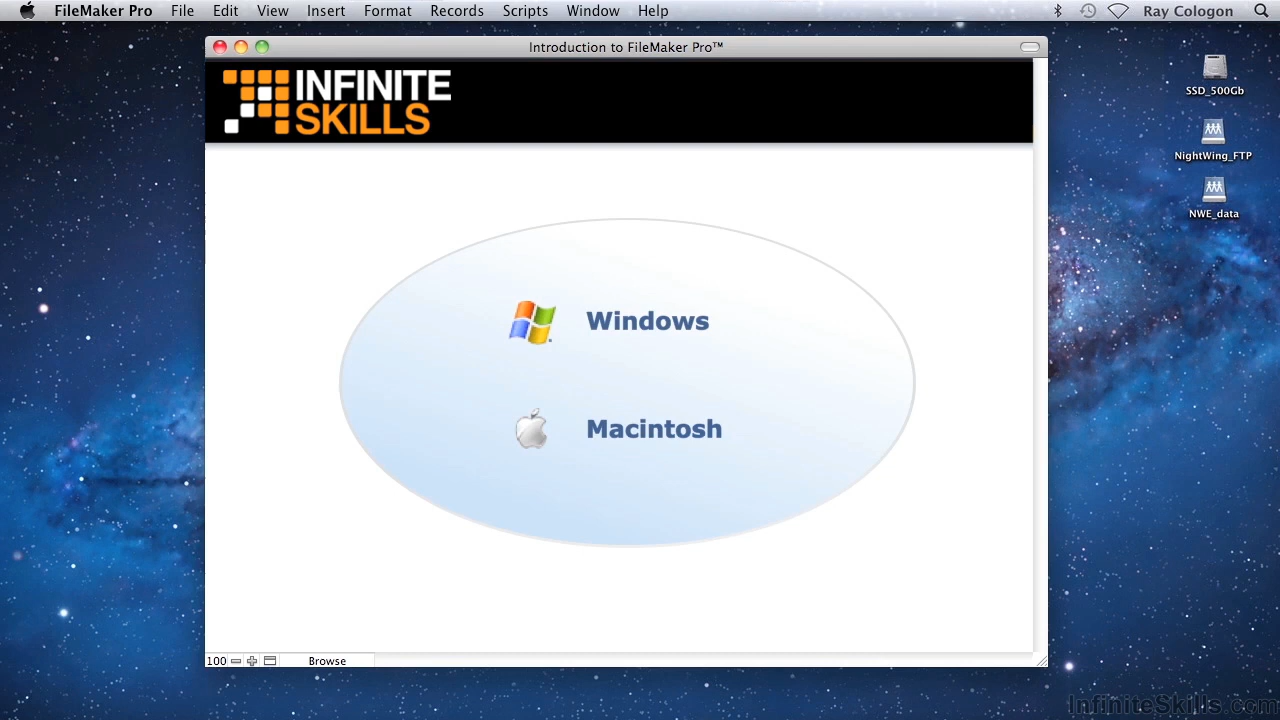 FileMaker Pro File Edit View Insert Format Records Scripts Window Help Ray Cologon
Introduction to FileMaker Pro™
INFINITE
SKILLS
SSD_500Gb
NightWing_FTP
NWE_data
Windows
Macintosh
100 Browse
InfiniteSkills.com